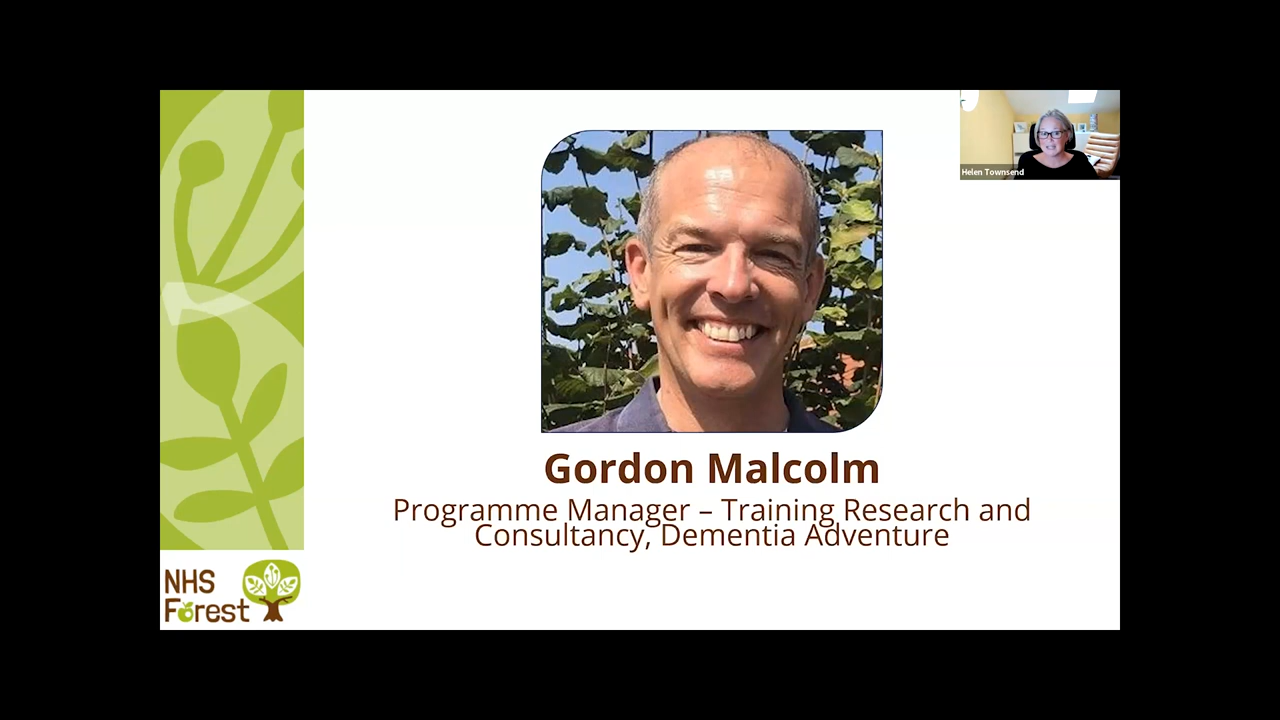 Helen Townsend
Gordon Malcolm
Programme Manager – Training Research and
Consultancy, Dementia Adventure
NHS
Forest